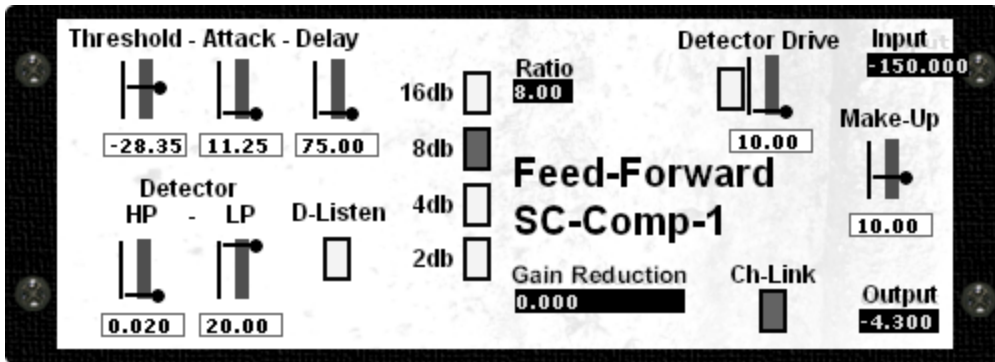 Threshold - Attack - Delay
-28.35 11.25 75.00
Detector
HP - LP
D-Listen
0.020 20.00
16db
8db
4db
2db
Ratio
8.00
Feed-Forward
SC-Comp-1
Gain Reduction
0.000
Detector Drive
10.00
Ch-Link
Input
-150.000
Make-Up
10.00
Output
-4.300